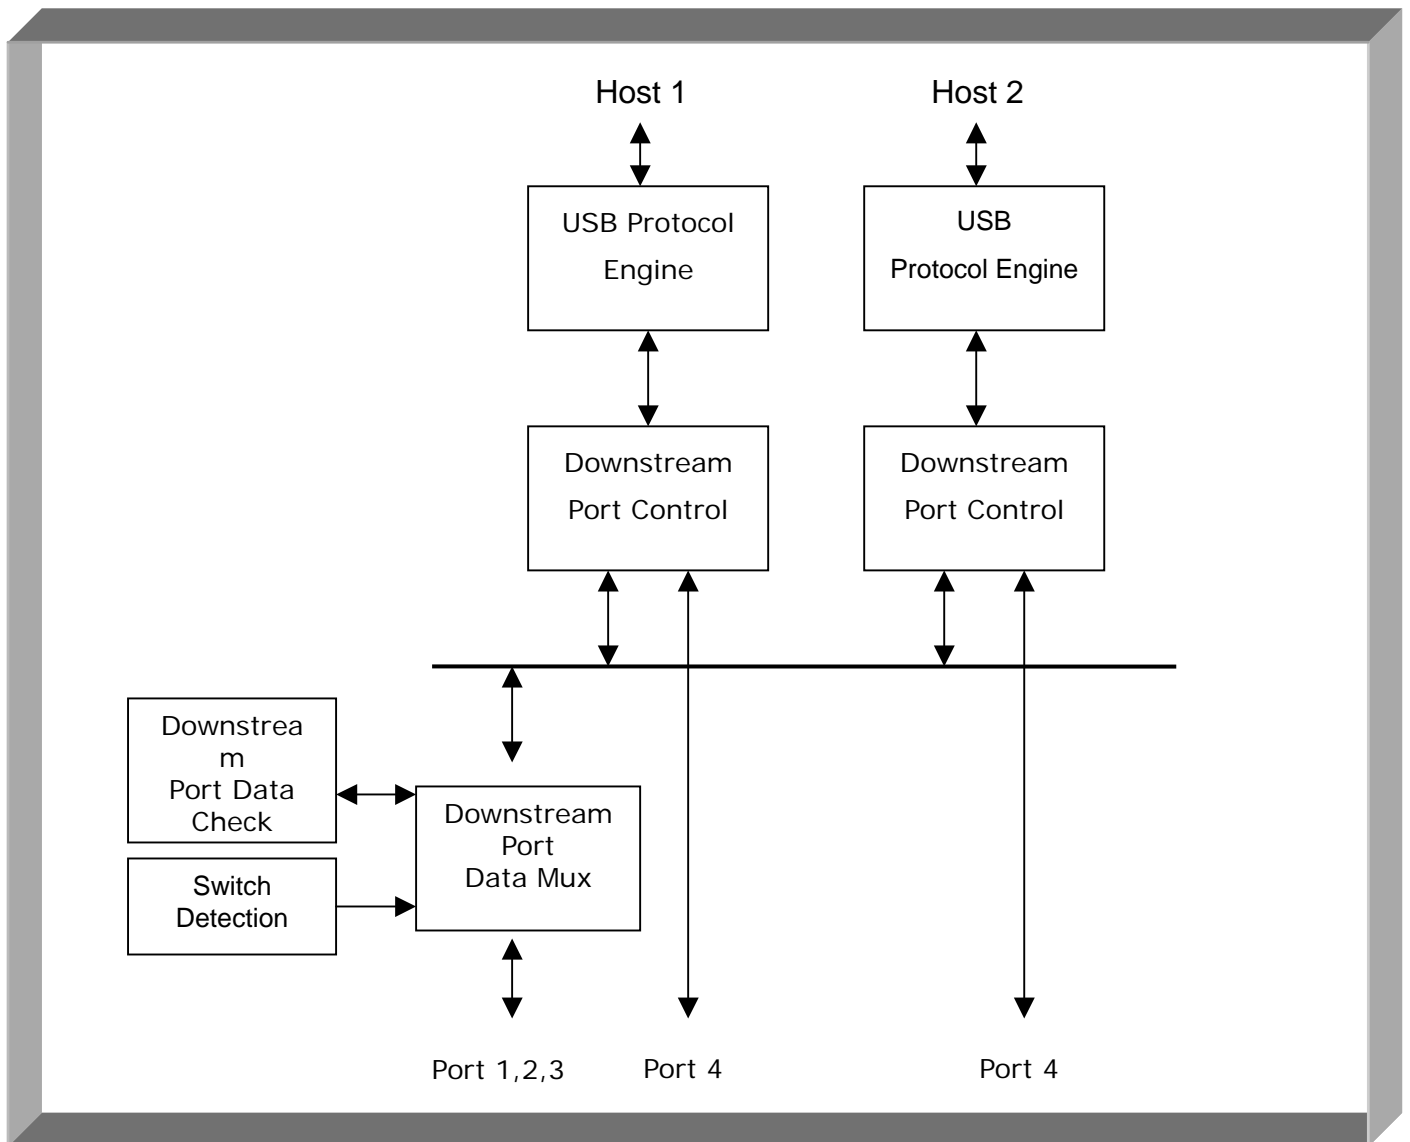 Host 1
Host 2
USB Protocol
Engine
USB
Protocol Engine
Downstream
Port Control
Downstream
Port Control
Downstrea
m
Port Data
Check
Downstream
Port
Data Mux
Switch
Detection
Port 1,2,3
Port 4
Port 4